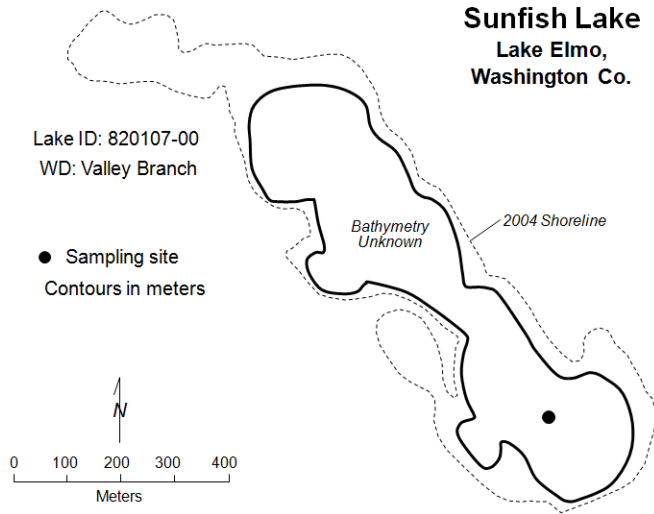 Sunfish Lake
Lake Elmo,
Washington Co.
Lake ID: 820107-00
WD: Valley Branch
Bathymetry
Unknown
2004 Shoreline
Sampling site
Contours in meters
N
0 100 200 300 400
Meters